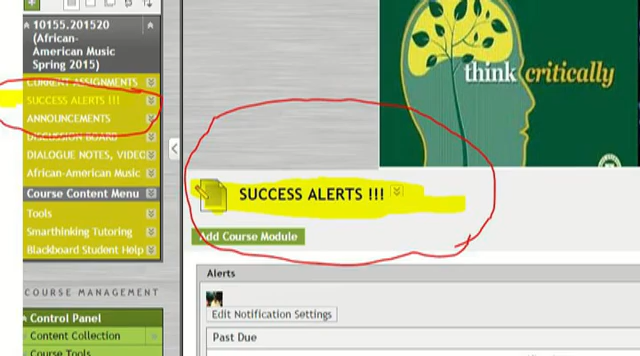 10155.201520
(African-
American Music
Spring 2015)
CURRENT ASSIGNMENTS
SUCCESS ALERTS !!!
ANNOUNCEMENTS
DISCUSSION BOARD
DIALOGUE NOTES, VIDEO
African-American Music
Course Content Menu
Tools
Smarthinking Tutoring
Blackboard Student Help
COURSE MANAGEMENT
Control Panel
Content Collection
Course Tools
think critically
SUCCESS ALERTS !!!
Add Course Module
Alerts
Edit Notification Settings
Past Due